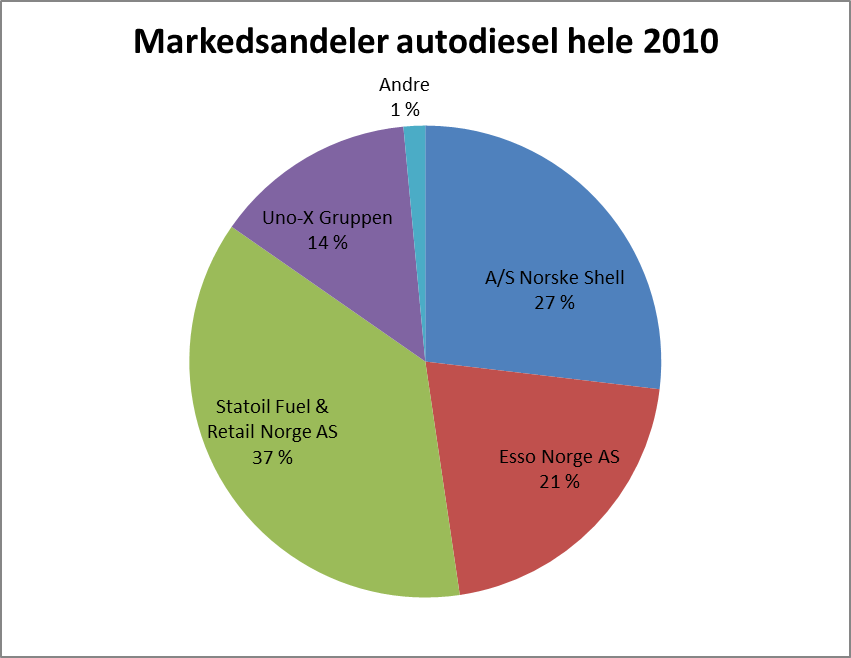 Markedsandeler autodiesel hele 2010
Andre
1 %
Uno-X Gruppen
14 %
A/S Norske Shell
27 %
Statoil Fuel &
Retail Norge AS
37 %
Esso Norge AS
21 %